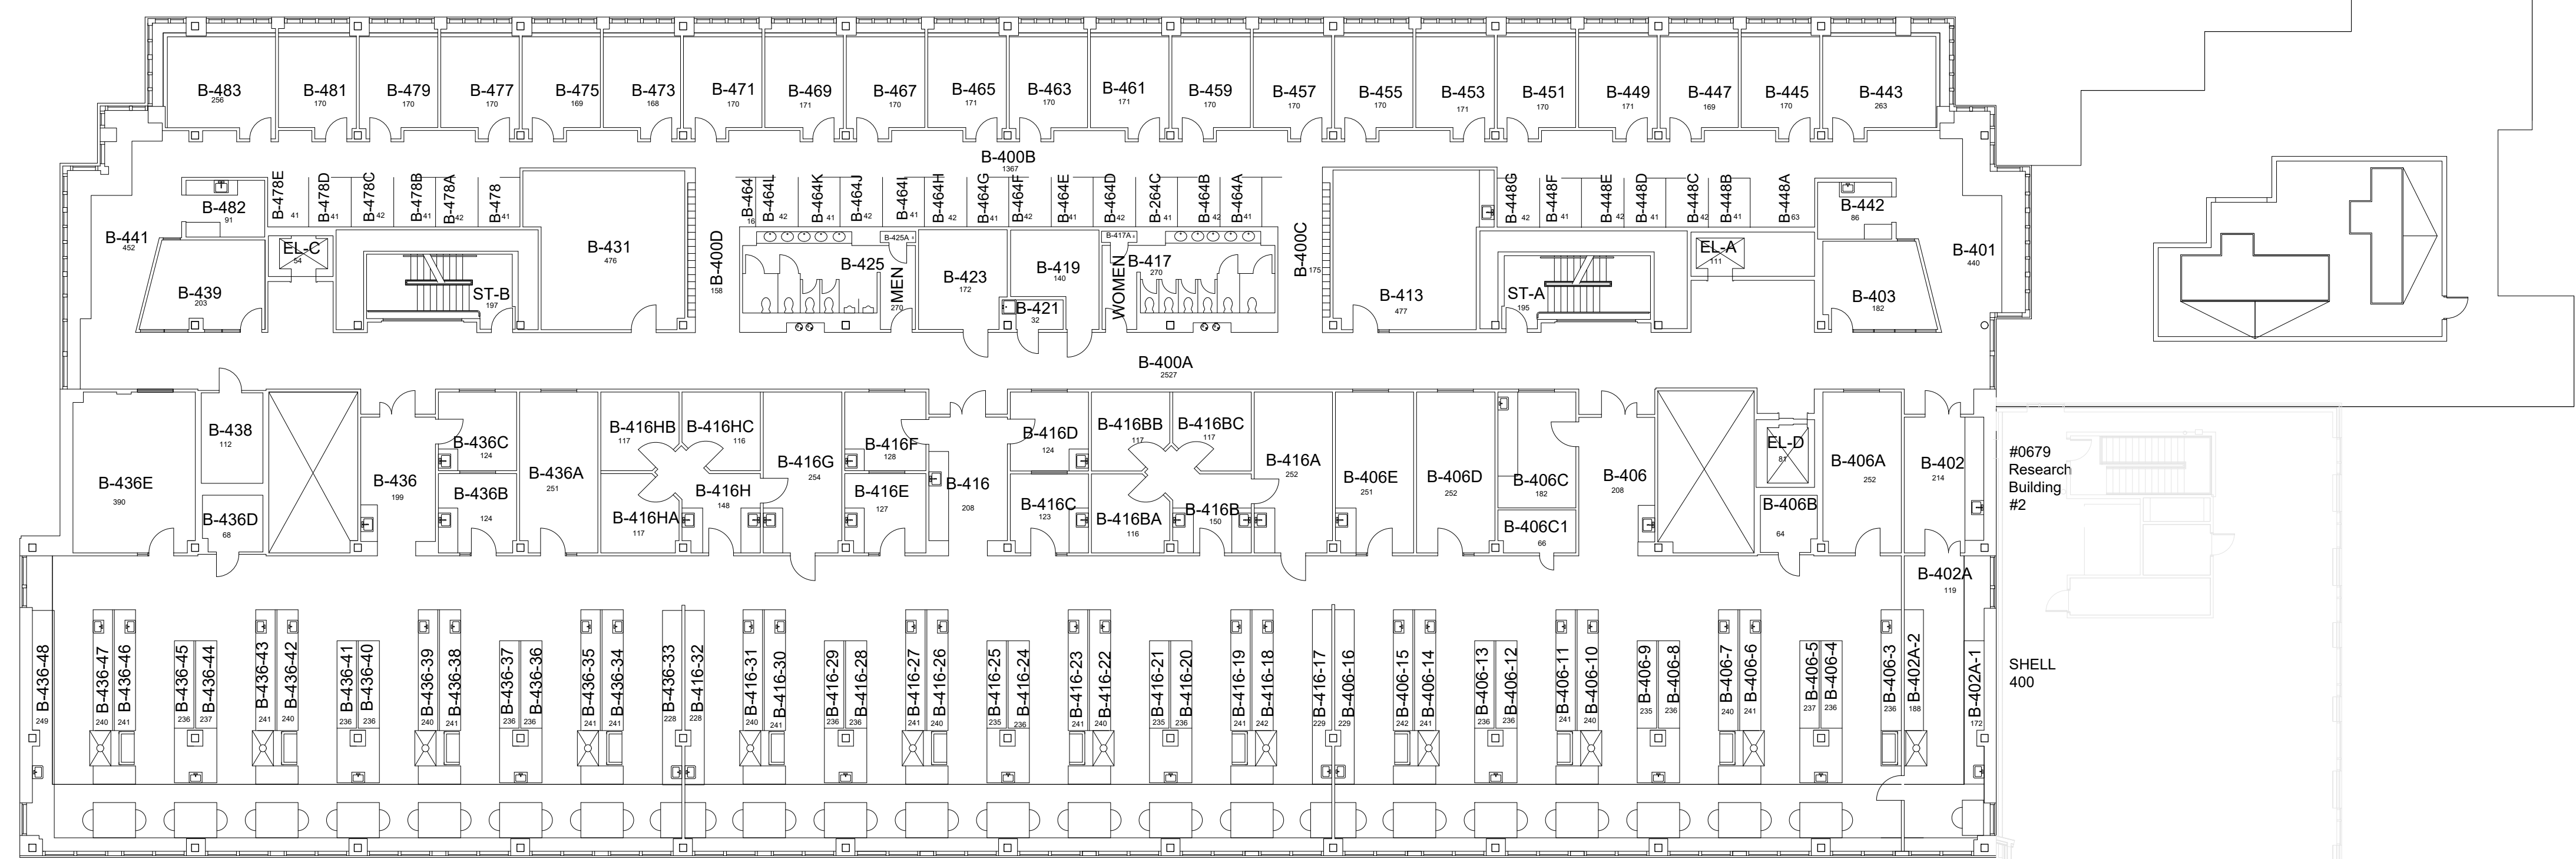 B-483
256
B-481
170
B-479
170
B-477
170
B-475
169
B-473
168
B-471
170
B-469
171
B-467
170
B-465
171
B-463
170
B-461
171
B-459
170
B-457
170
B-455
170
B-453
171
B-451
170
B-449
171
B-447
169
B-445
170
B-443
263
B-400B
1367
B-478E
41
B-478D
41
B-478C
42
B-478B
41
B-478A
42
B-478
41
B-464
16
B-464L
42
B-464K
41
B-464J
42
B-464I
41
B-464H
42
B-464G
41
B-464F
42
B-464E
41
B-464D
42
B-264C
41
B-464B
42
B-464A
41
B-448G
42
B-448F
41
B-448E
42
B-448D
41
B-448C
42
B-448B
41
B-448A
63
B-482
91
B-442
86
B-441
452
EL-C
54
B-439
203
ST-B
197
B-431
476
B-400D
158
B-425A
B-425
MEN
270
B-423
172
B-419
140
B-421
32
B-417A
WOMEN
B-417
270
B-400C
175
B-413
477
ST-A
195
EL-A
111
B-403
182
B-401
440
B-400A
2527
B-436E
390
B-438
112
B-436D
68
B-436
199
B-436C
124
B-436B
124
B-436A
251
B-416HB
117
B-416HC
116
B-416HA
117
B-416H
148
B-416G
254
B-416F
128
B-416E
127
B-416
208
B-416D
124
B-416C
123
B-416BB
117
B-416BC
117
B-416BA
116
B-416B
150
B-416A
252
B-406E
251
B-406D
252
B-406C
182
B-406C1
66
B-406
208
EL-D
81
B-406B
64
B-406A
252
B-402
214
B-402A
119
#0679
Research
Building
#2
SHELL
400
B-436-48
249
B-436-47
240
B-436-46
241
B-436-45
236
B-436-44
237
B-436-43
241
B-436-42
240
B-436-41
236
B-436-40
236
B-436-39
240
B-436-38
241
B-436-37
236
B-436-36
236
B-436-35
241
B-436-34
241
B-436-33
228
B-416-32
228
B-416-31
240
B-416-30
241
B-416-29
236
B-416-28
236
B-416-27
241
B-416-26
240
B-416-25
235
B-416-24
236
B-416-23
241
B-416-22
240
B-416-21
235
B-416-20
236
B-416-19
241
B-416-18
242
B-416-17
229
B-406-16
229
B-406-15
242
B-406-14
241
B-406-13
236
B-406-12
236
B-406-11
241
B-406-10
240
B-406-9
235
B-406-8
236
B-406-7
240
B-406-6
241
B-406-5
237
B-406-4
236
B-406-3
236
B-402A-2
188
B-402A-1
172